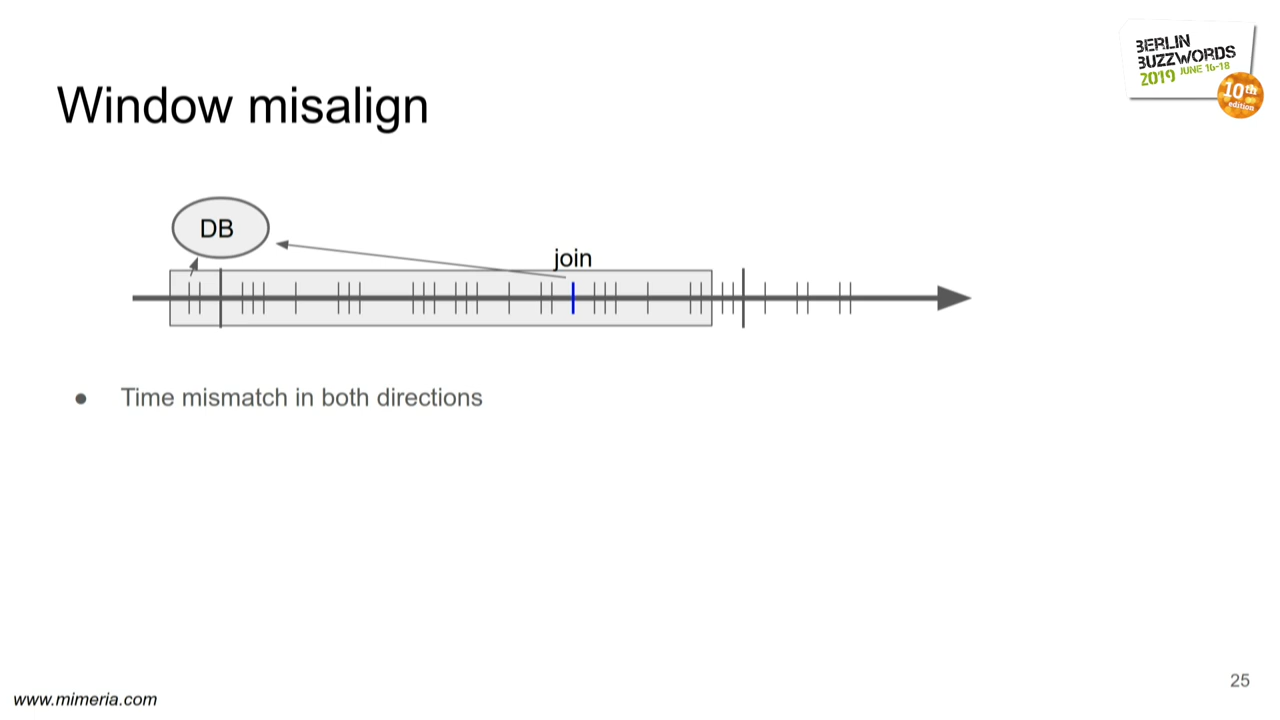 BERLIN
BUZZWORDS
2019 JUNE 16-18
10th
edition
Window misalign
DB
join
● Time mismatch in both directions
25
www.mimeria.com